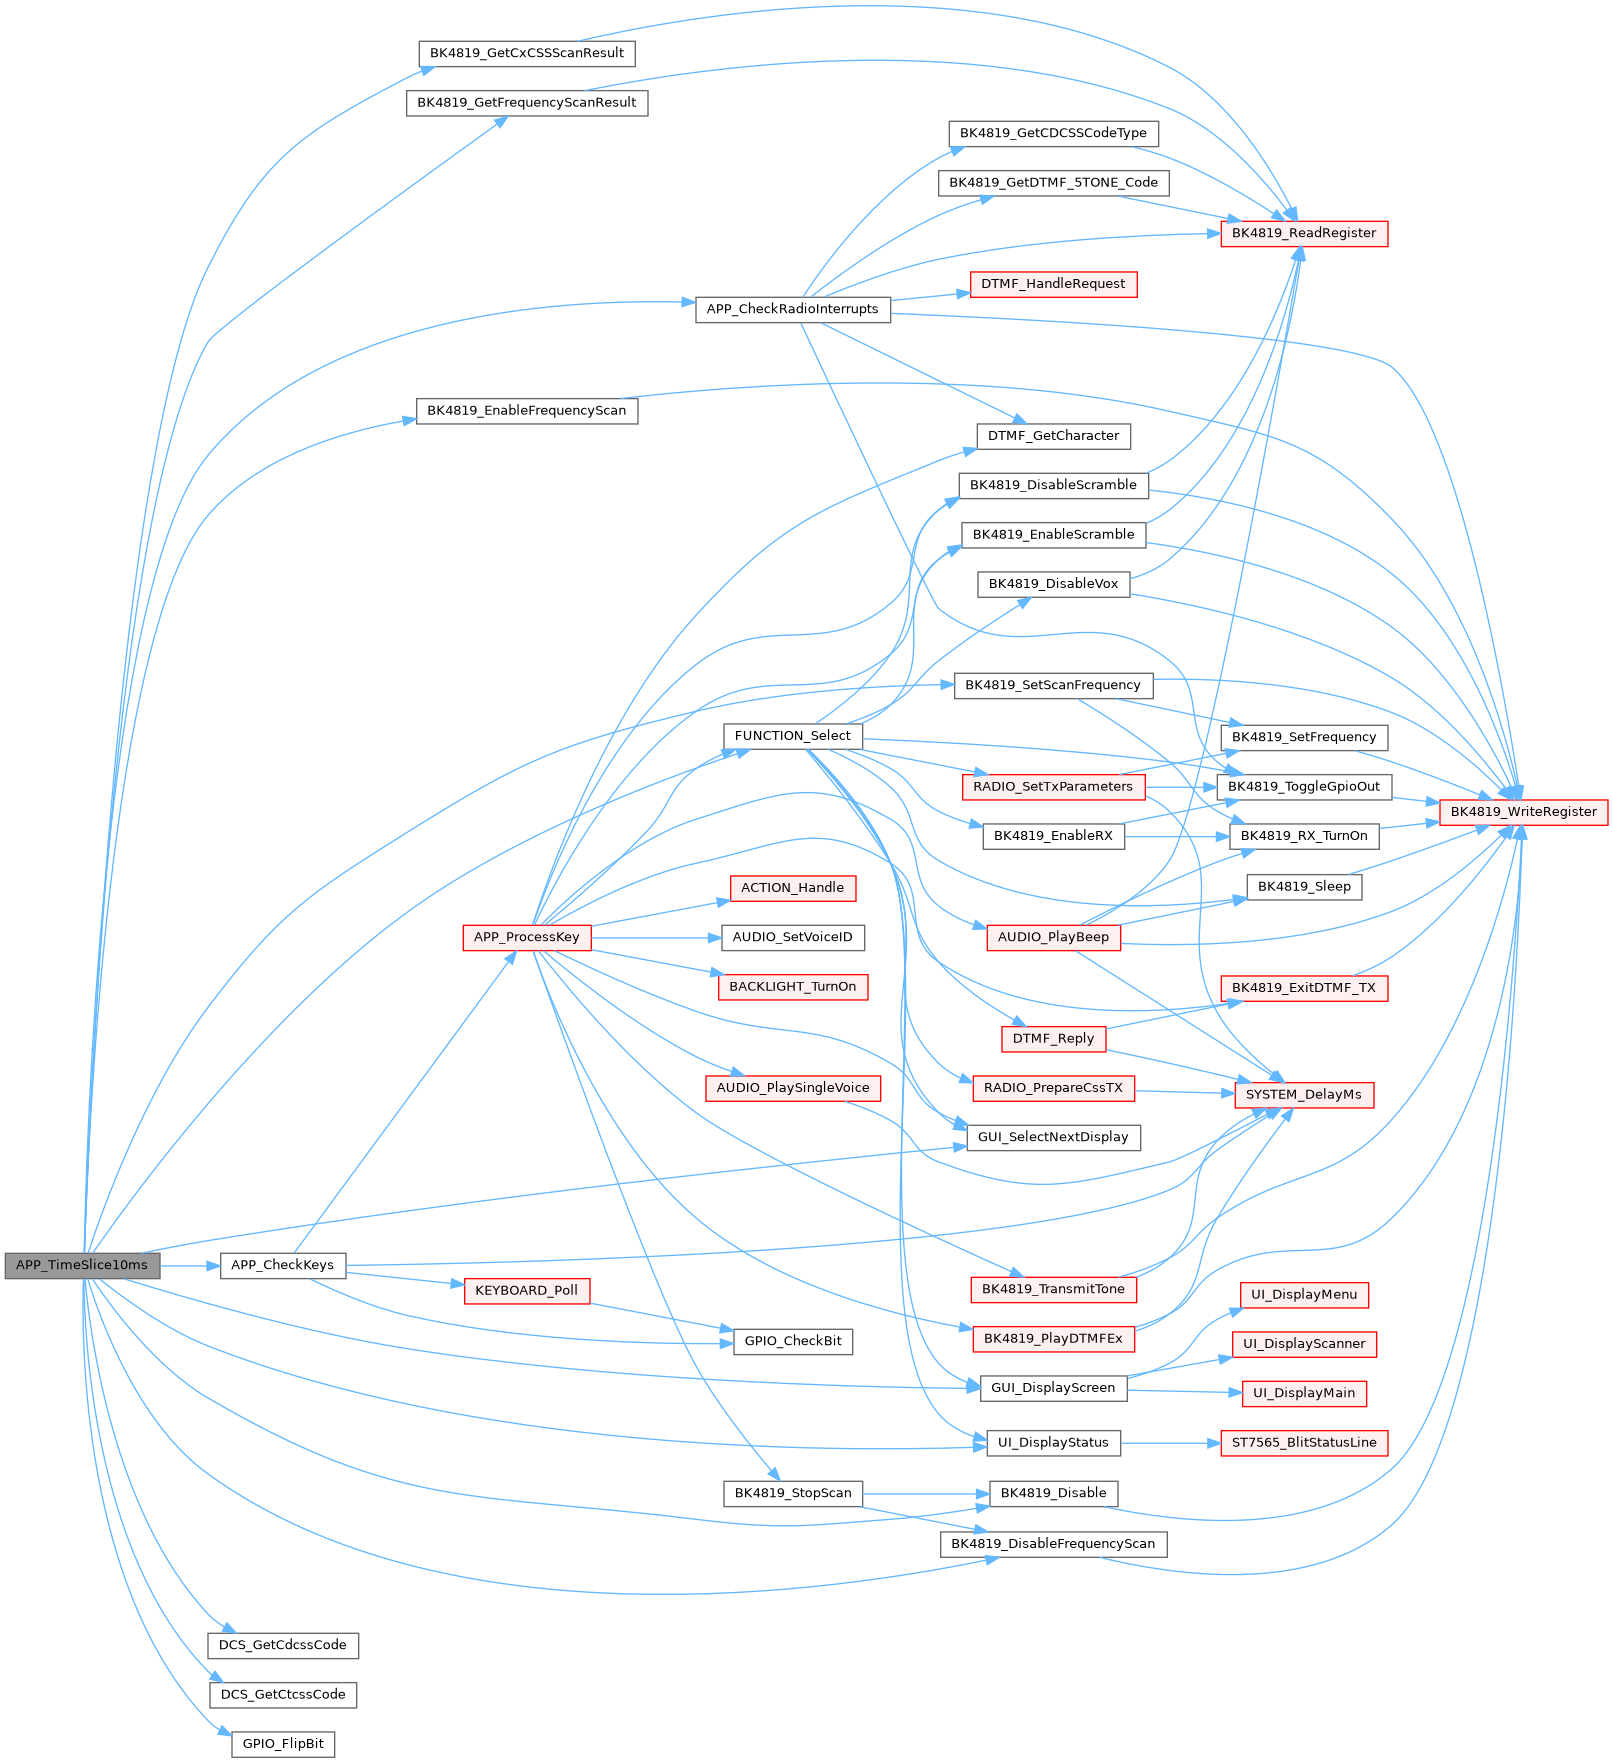 BK4819_GetCxCSSScanResult
BK4819_GetFrequencyScanResult
BK4819_GetCDCSSCodeType
BK4819_GetDTMF_5TONE_Code
BK4819_ReadRegister
DTMF_HandleRequest
APP_CheckRadioInterrupts
BK4819_EnableFrequencyScan
DTMF_GetCharacter
BK4819_DisableScramble
BK4819_EnableScramble
BK4819_DisableVox
BK4819_SetScanFrequency
FUNCTION_Select
BK4819_SetFrequency
RADIO_SetTxParameters
BK4819_ToggleGpioOut
BK4819_WriteRegister
BK4819_EnableRX
BK4819_RX_TurnOn
ACTION_Handle
BK4819_Sleep
APP_ProcessKey
AUDIO_SetVoiceID
AUDIO_PlayBeep
BACKLIGHT_TurnOn
BK4819_ExitDTMF_TX
DTMF_Reply
AUDIO_PlaySingleVoice
RADIO_PrepareCssTX
SYSTEM_DelayMs
GUI_SelectNextDisplay
APP_TimeSlice10ms
APP_CheckKeys
KEYBOARD_Poll
BK4819_TransmitTone
UI_DisplayMenu
GPIO_CheckBit
BK4819_PlayDTMFEx
UI_DisplayScanner
GUI_DisplayScreen
UI_DisplayMain
UI_DisplayStatus
ST7565_BlitStatusLine
BK4819_StopScan
BK4819_Disable
BK4819_DisableFrequencyScan
DCS_GetCdcssCode
DCS_GetCtcssCode
GPIO_FlipBit